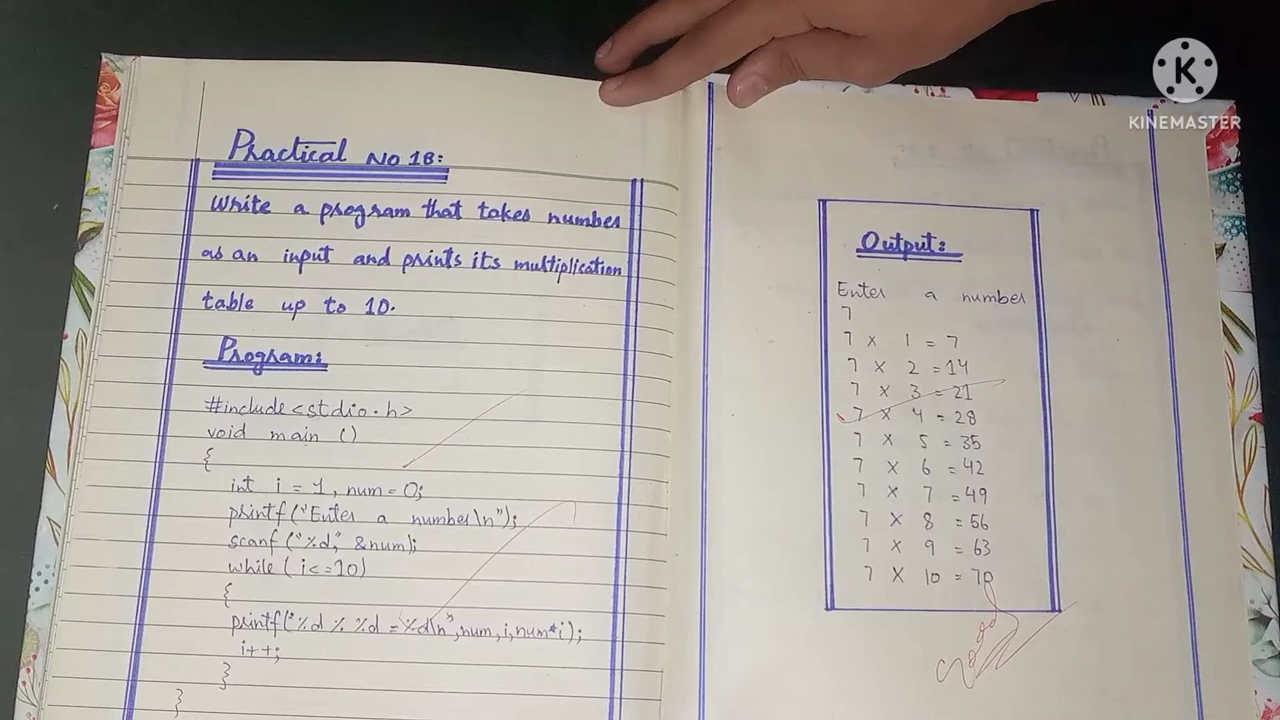 Practical No 18:
Write a program that takes number
as an input and prints its multiplication
table up to 10.
Program:
#include<stdio.h>
void main ()
{
int i = 1, num = 0;
printf("Enter a number\n");
scanf ("%d," &num);
while( i<=10)
{
printf("%d % %d = %d\n",num, i, num*i);
i++;
}
}
Output:
Enter a number
7
7 x 1 = 7
7 x 2 = 14
7 x 3 = 21
7 x 4 = 28
7 x 5 = 35
7 x 6 = 42
7 x 7 = 49
7 x 8 = 56
7 x 9 = 63
7 x 10 = 70
Good
K
KINEMASTER